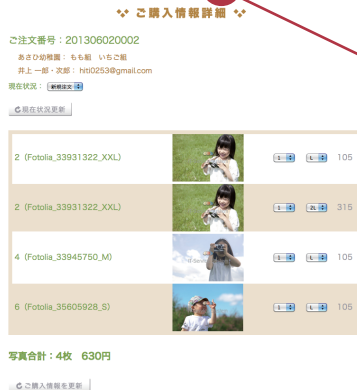 ご購入情報詳細
ご注文番号：201306020002
あさひ幼稚園： もも組 いちご組
井上 一郎・次郎： hiti0253@gmail.com
現在状況： 新規注文
現在状況更新
2（Fotolia_33931322_XXL） 1 L 105
2（Fotolia_33931322_XXL） 1 2L 315
4（Fotolia_33945750_M） 1 L 105
6（Fotolia_35605928_S） 1 L 105
写真合計：4枚 630円
ご購入情報を更新